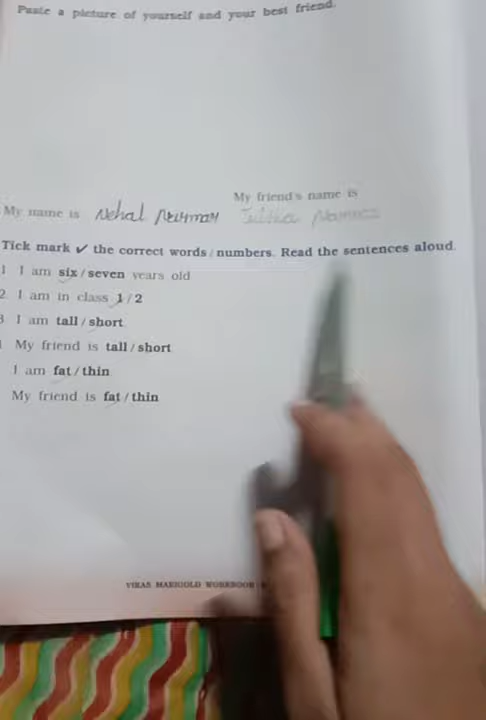 Paste a picture of yourself and your best friend.
My friend's name is
My name is Nehal
Tick mark ✔ the correct words / numbers. Read the sentences aloud.
1 I am six / seven years old
2 I am in class 1 / 2
3 I am tall / short
My friend is tall / short
I am fat / thin
My friend is fat / thin
VIKAS MARIGOLD WORKBOOK